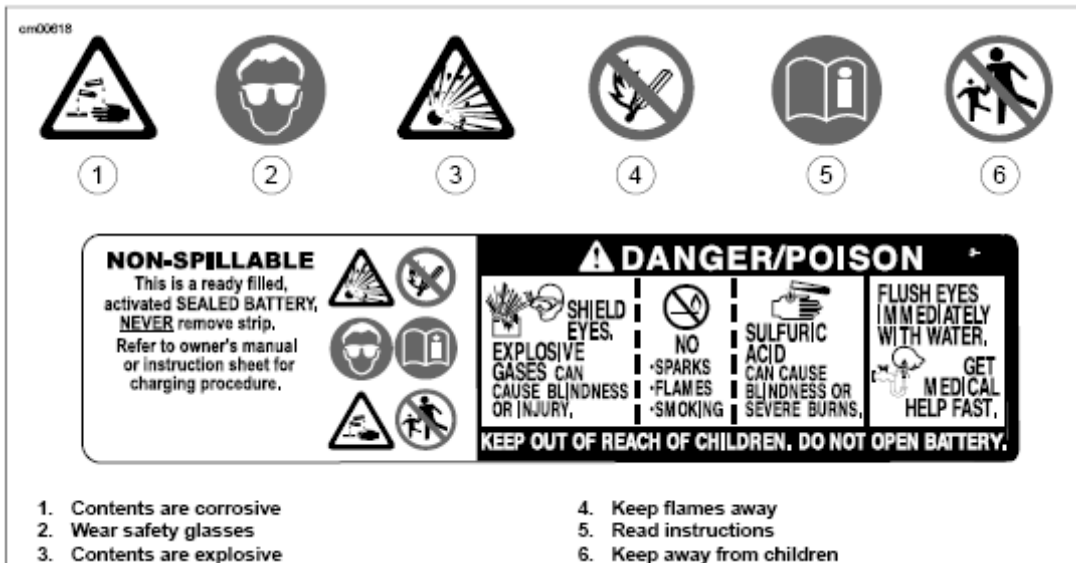 om00618
1 2 3 4 5 6
NON-SPILLABLE
This is a ready filled,
activated SEALED BATTERY,
NEVER remove strip.
Refer to owner's manual
or instruction sheet for
charging procedure.
DANGER/POISON
SHIELD
EYES.
EXPLOSIVE
GASES CAN
CAUSE BLINDNESS
OR INJURY.
NO
•SPARKS
•FLAMES
•SMOKING
SULFURIC
ACID
CAN CAUSE
BLINDNESS OR
SEVERE BURNS.
FLUSH EYES
IMMEDIATELY
WITH WATER.
GET
MEDICAL
HELP FAST.
KEEP OUT OF REACH OF CHILDREN. DO NOT OPEN BATTERY.
1. Contents are corrosive
2. Wear safety glasses
3. Contents are explosive
4. Keep flames away
5. Read instructions
6. Keep away from children